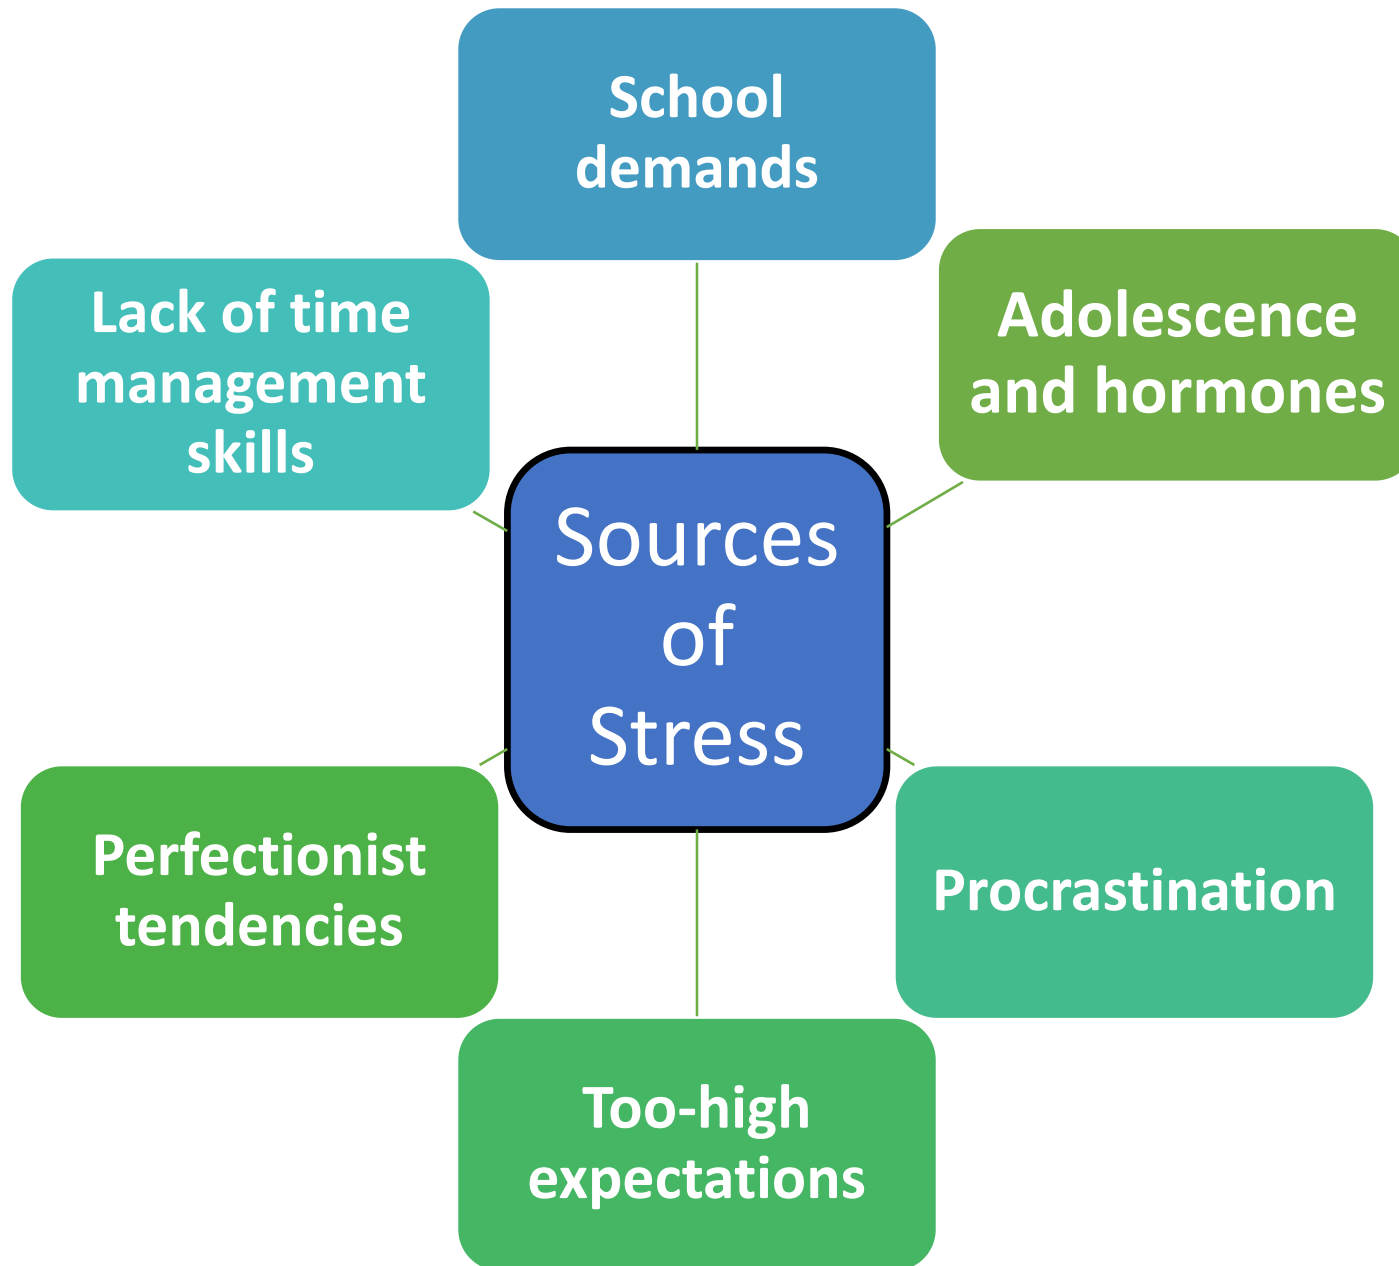 School
demands
Adolescence
and hormones
Lack of time
management
skills
Sources
of
Stress
Perfectionist
tendencies
Procrastination
Too-high
expectations